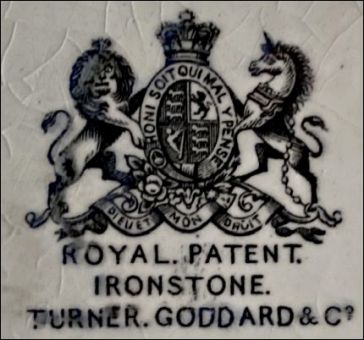 HONI SOIT QUI MAL Y PENSE
DIEU ET MON DROIT
ROYAL. PATENT.
IRONSTONE.
TURNER. GODDARD & Cº